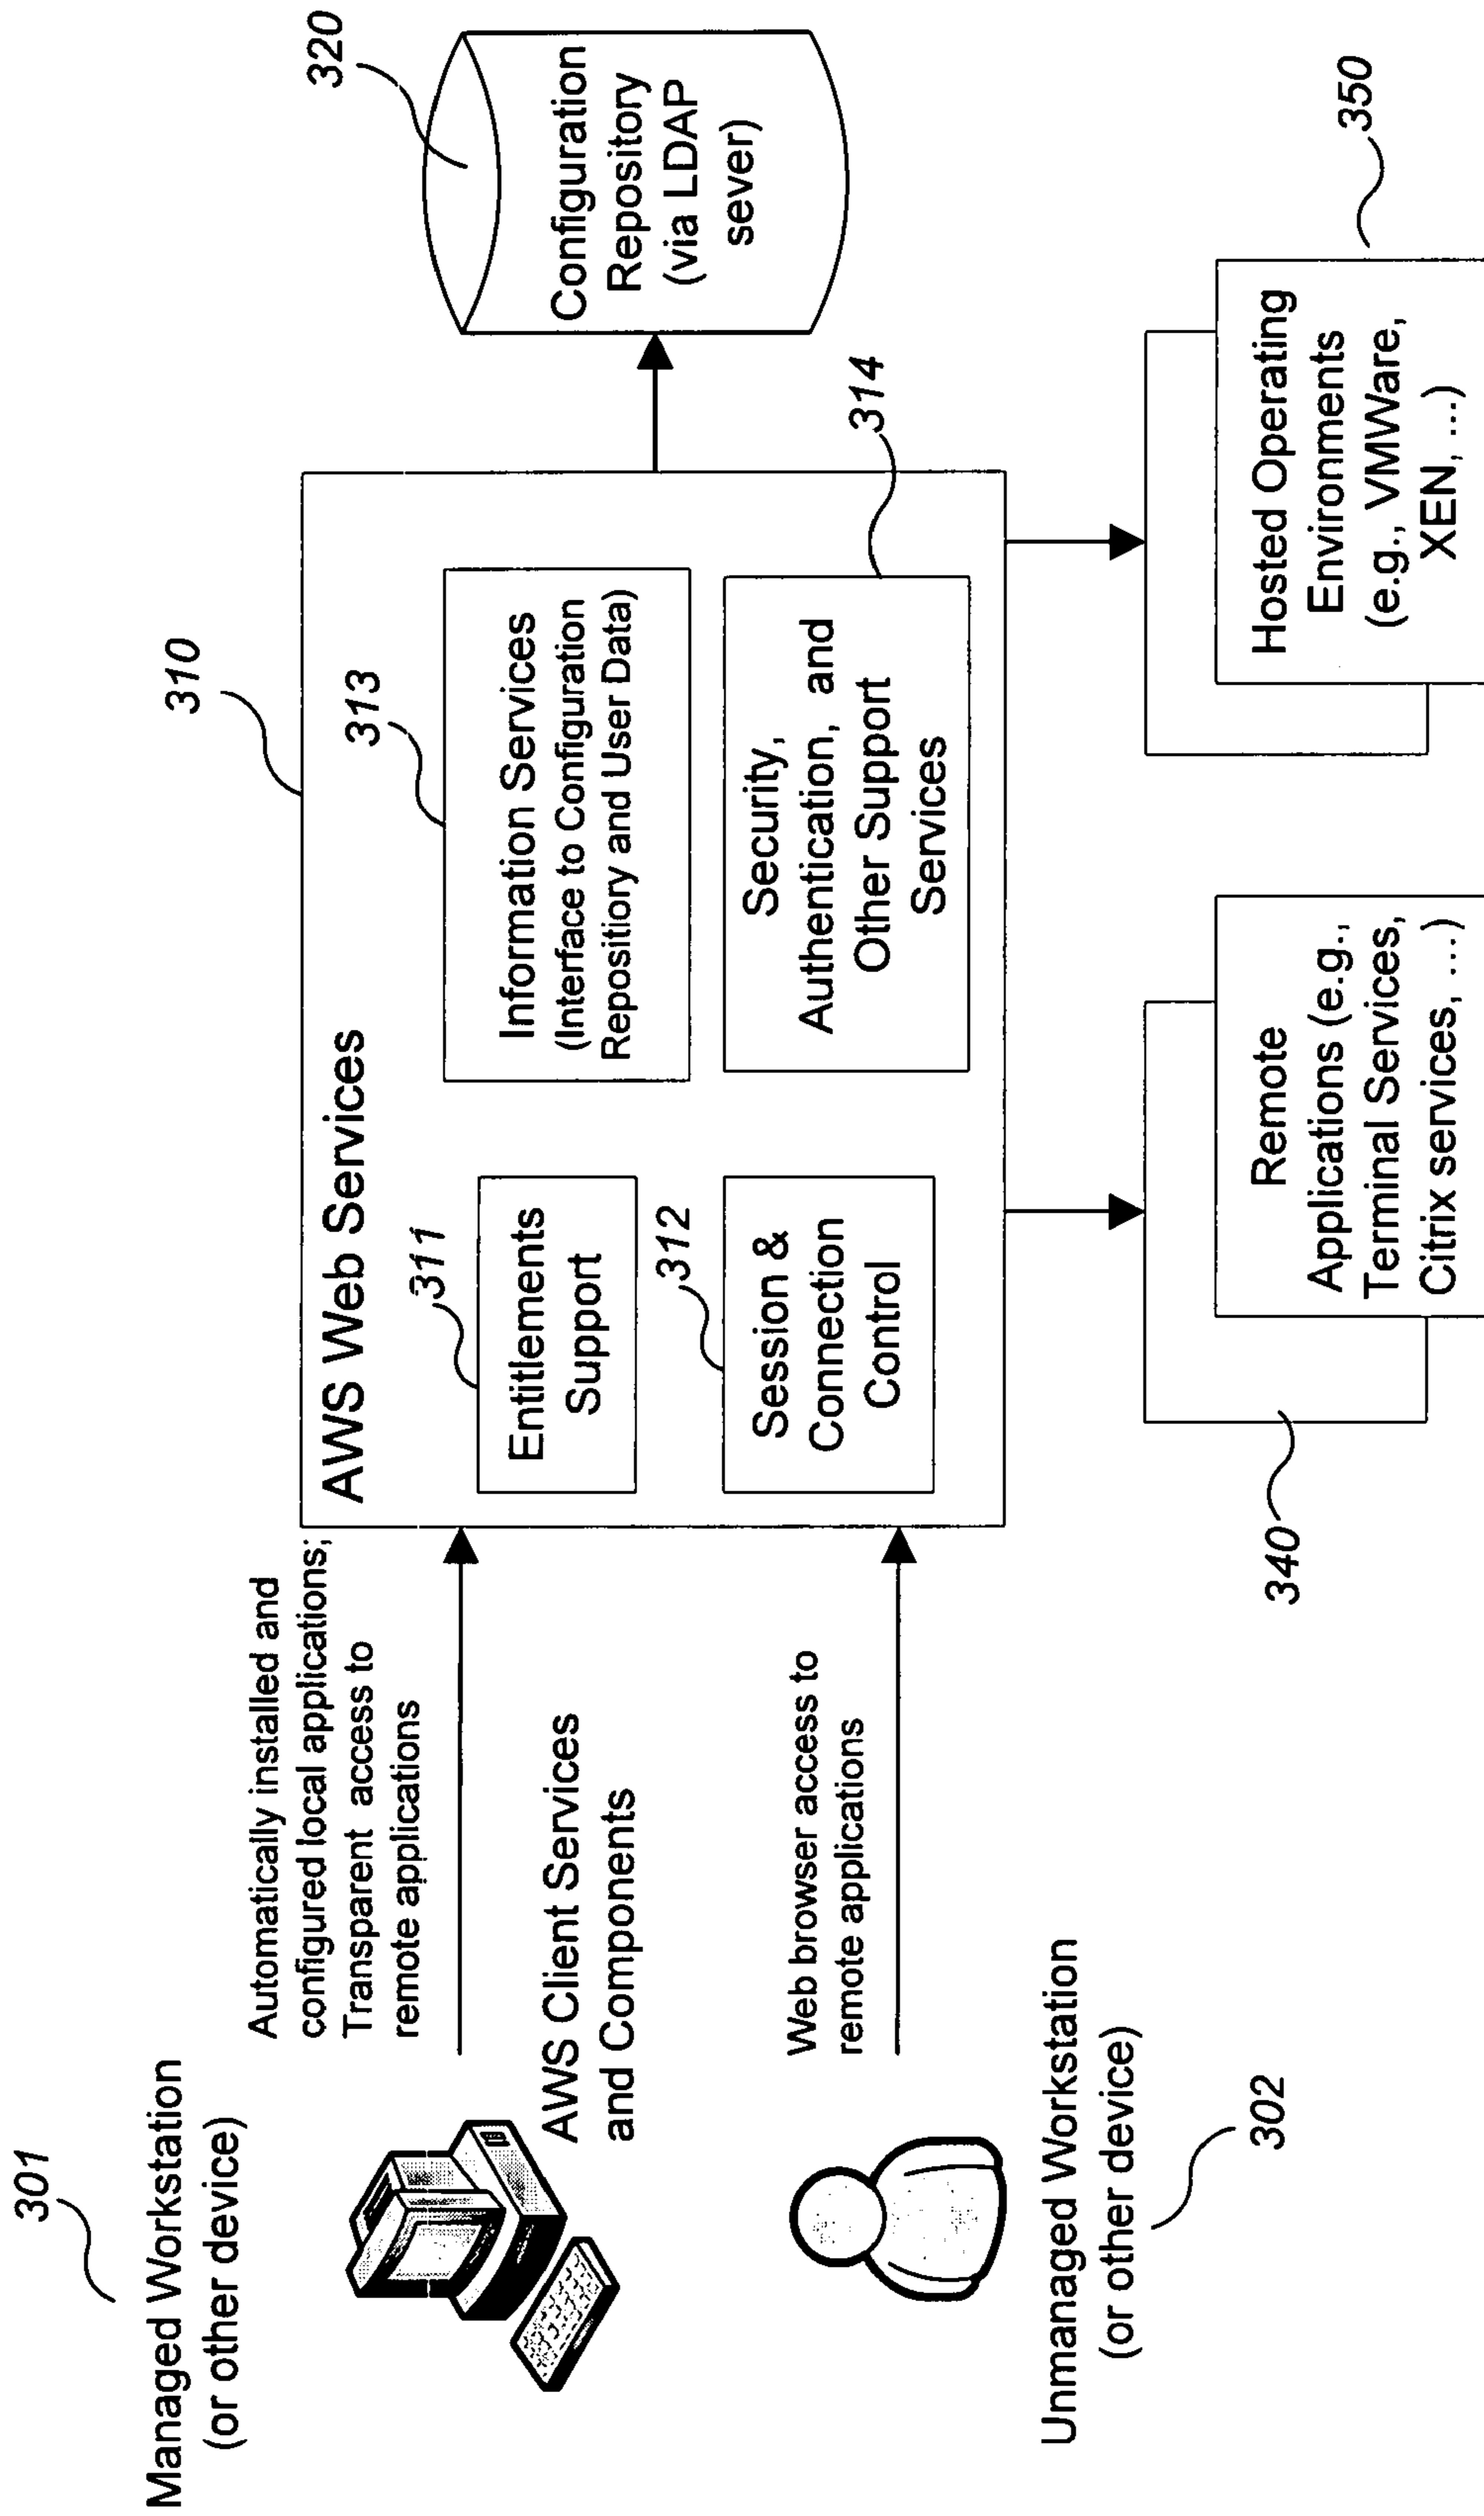 301
Managed Workstation
(or other device)
Automatically installed and
configured local applications;
Transparent access to
remote applications
AWS Client Services
and Components
Web browser access to
remote applications
Unmanaged Workstation
(or other device)
302
310
AWS Web Services
311
Entitlements
Support
312
Session &
Connection
Control
313
Information Services
(Interface to Configuration
Repositiory and User Data)
314
Security,
Authentication, and
Other Support
Services
320
Configuration
Repository
(via LDAP
sever)
340
Remote
Applications (e.g.,
Terminal Services,
Citrix services, ...)
350
Hosted Operating
Environments
(e.g., VMWare,
XEN, ...)